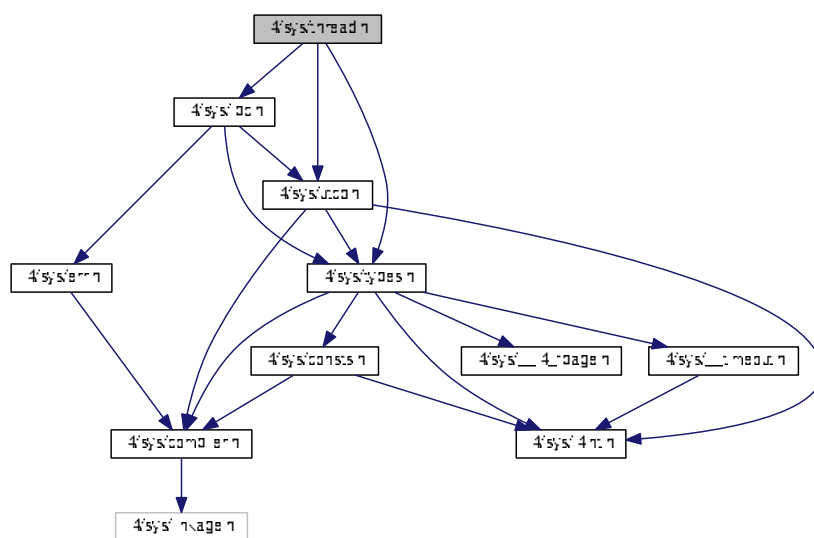 l4/sys/thread.h
l4/sys/ipc.h
l4/sys/utcb.h
l4/sys/err.h
l4/sys/types.h
l4/sys/consts.h
l4/sys/__l4_fpage.h
l4/sys/__timeout.h
l4/sys/compiler.h
l4/sys/l4int.h
l4/sys/linkage.h